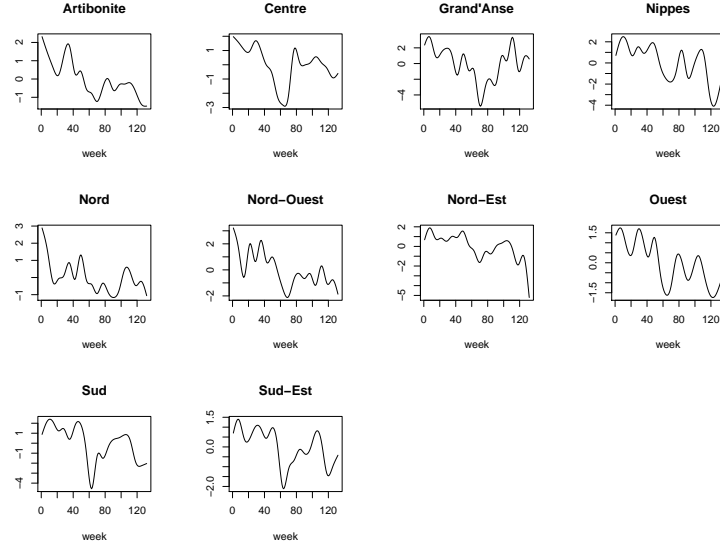 Artibonite
Centre
Grand'Anse
Nippes
2
1
0
−1
0 40 80 120
week
1
−1
−3
0 40 80 120
week
2
0
−4
0 40 80 120
week
2
0
−2
−4
0 40 80 120
week
Nord
Nord−Ouest
Nord−Est
Ouest
3
1
−1
0 40 80 120
week
2
0
−2
0 40 80 120
week
2
0
−2
−5
0 40 80 120
week
1.5
0.0
−1.5
0 40 80 120
week
Sud
Sud−Est
1
−1
−4
0 40 80 120
week
1.5
0.0
−2.0
0 40 80 120
week